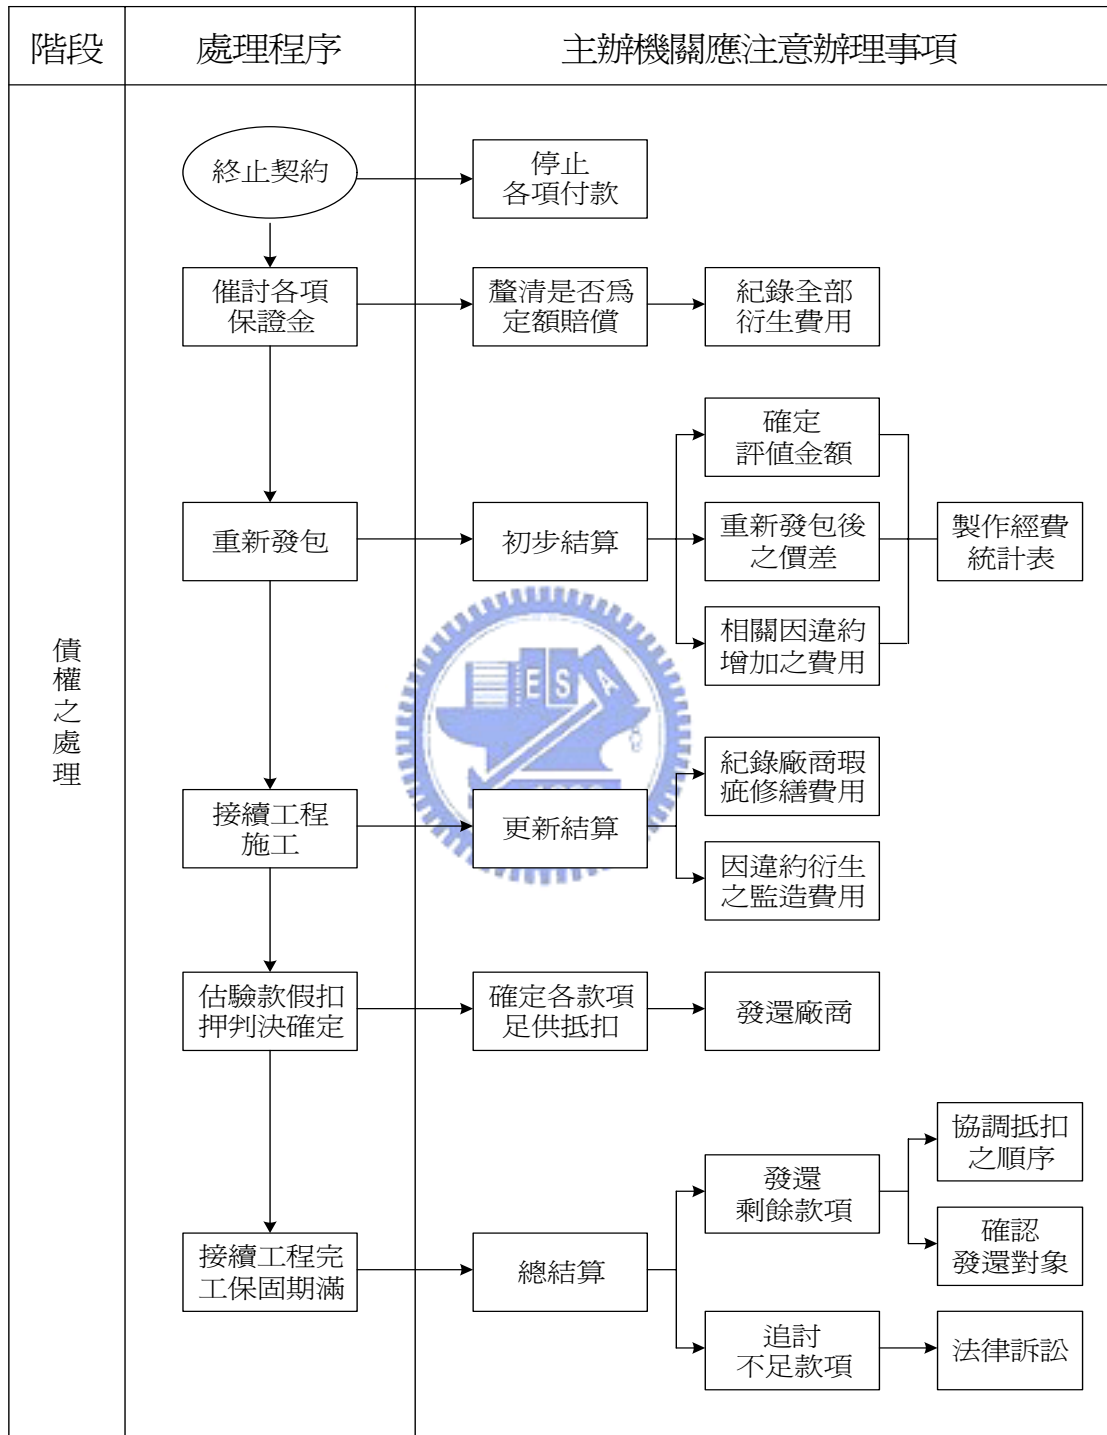 階段
處理程序
主辦機關應注意辦理事項
債權之處理
終止契約
停止
各項付款
催討各項
保證金
釐清是否為
定額賠償
紀錄全部
衍生費用
重新發包
初步結算
確定
評值金額
重新發包後
之價差
相關因違約
增加之費用
製作經費
統計表
接續工程
施工
更新結算
紀錄廠商瑕
疵修繕費用
因違約衍生
之監造費用
估驗款假扣
押判決確定
確定各款項
足供抵扣
發還廠商
接續工程完
工保固期滿
總結算
發還
剩餘款項
協調抵扣
之順序
確認
發還對象
追討
不足款項
法律訴訟
E S A